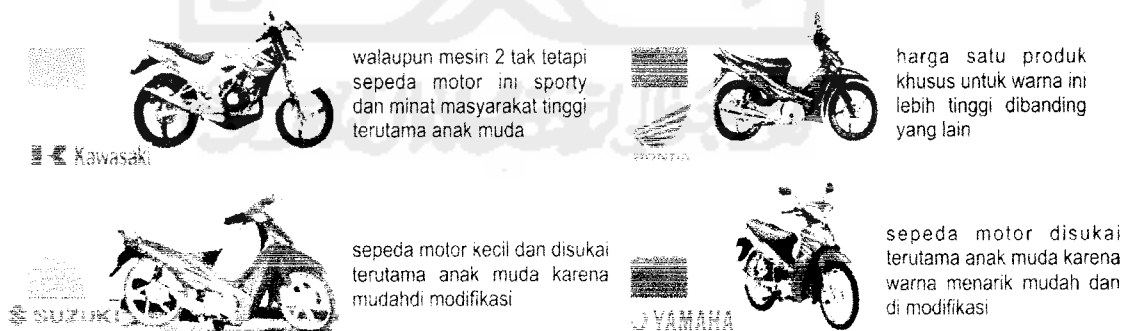 walaupun mesin 2 tak tetapi
sepeda motor ini sporty
dan minat masyarakat tinggi
terutama anak muda
Kawasaki
harga satu produk
khusus untuk warna ini
lebih tinggi dibanding
yang lain
HONDA
sepeda motor kecil dan disukai
terutama anak muda karena
mudahdi modifikasi
SUZUKI
sepeda motor disukai
terutama anak muda karena
warna menarik mudah dan
di modifikasi
YAMAHA